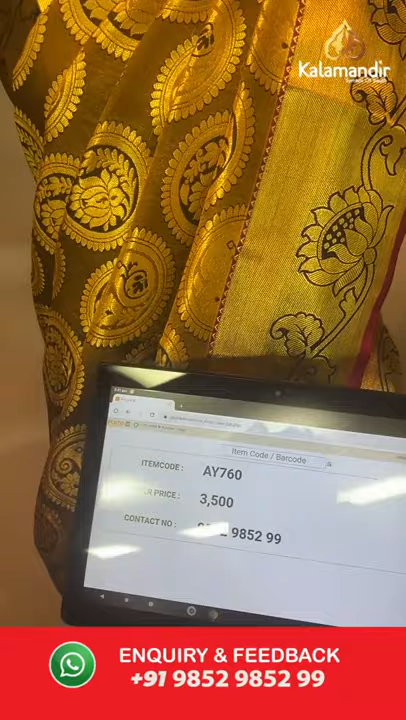 Kalamandir
Item Code / Barcode
ITEMCODE : AY760
PRICE : 3,500
CONTACT NO : 9852 99
ENQUIRY & FEEDBACK
+91 9852 9852 99